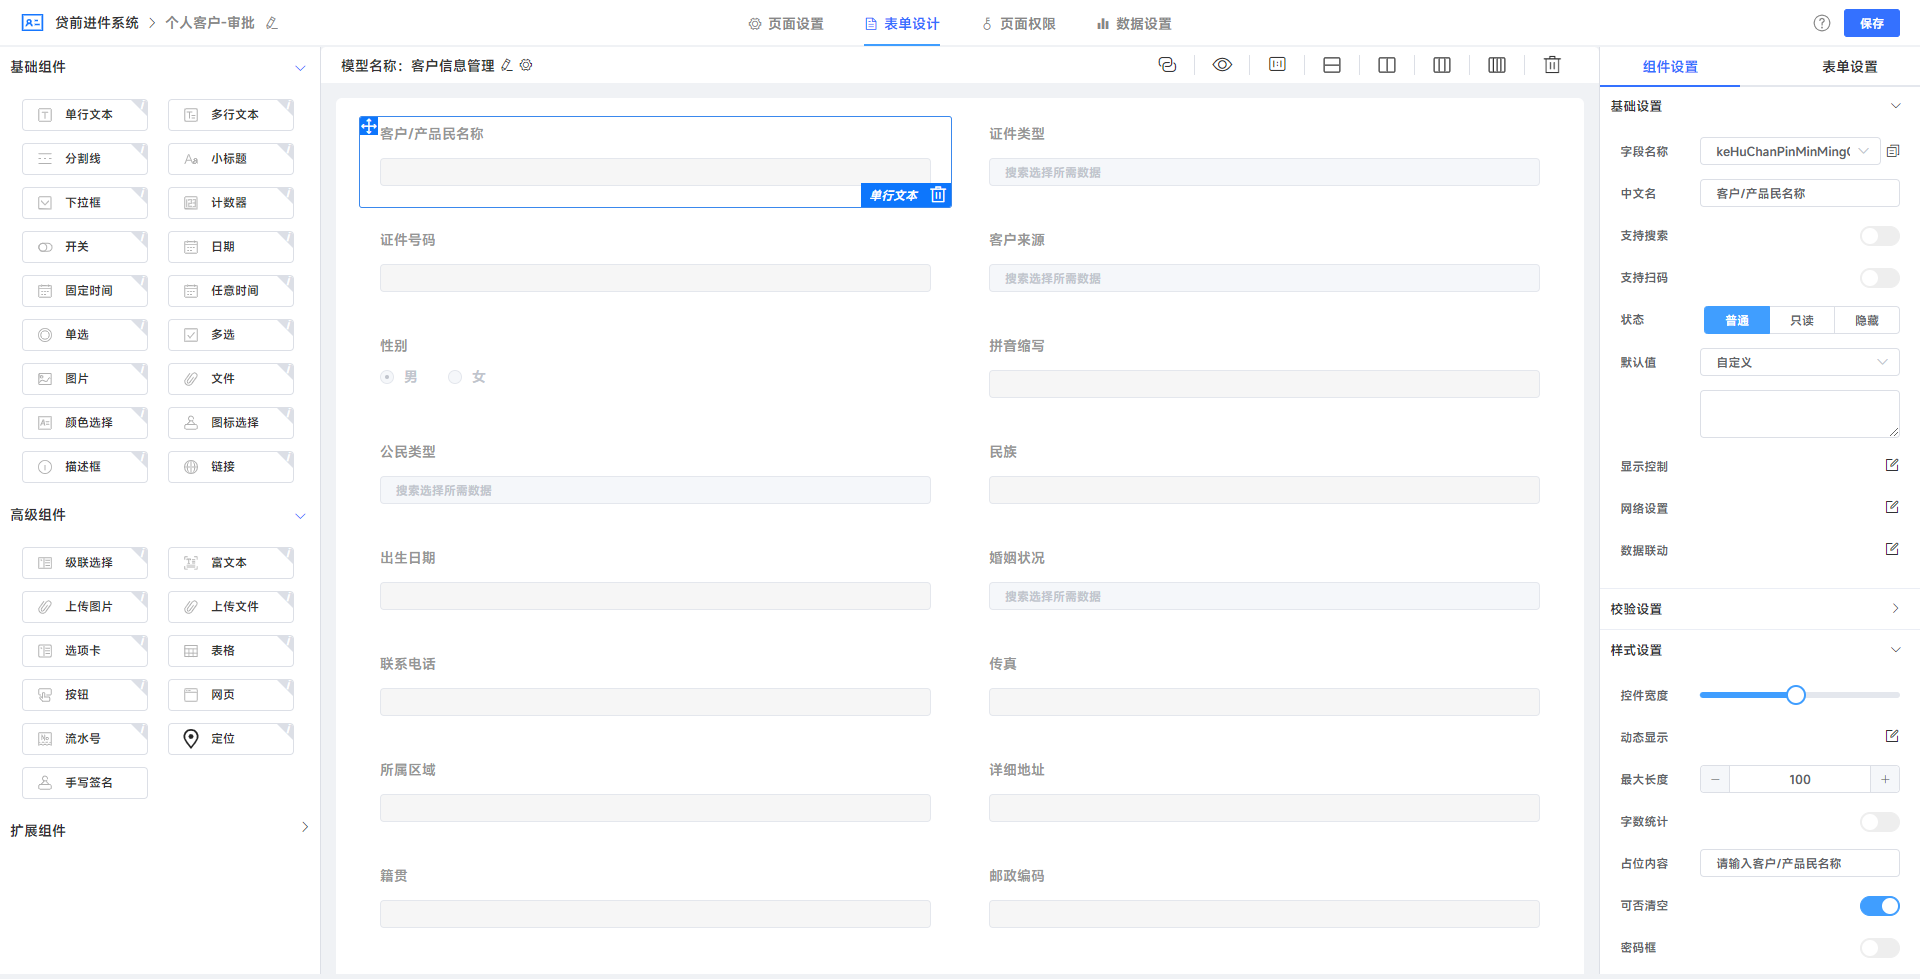 贷前进件系统 > 个人客户-审批
页面设置 表单设计 页面权限 数据设置
保存
基础组件
单行文本 多行文本
分割线 小标题
下拉框 计数器
开关 日期
固定时间 任意时间
单选 多选
图片 文件
颜色选择 图标选择
描述框 链接
高级组件
级联选择 富文本
上传图片 上传文件
选项卡 表格
按钮 网页
流水号 定位
手写签名
扩展组件
模型名称：客户信息管理
客户/产品民名称 证件类型
搜索选择所需数据
单行文本
证件号码 客户来源
搜索选择所需数据
性别 拼音缩写
男 女
公民类型 民族
搜索选择所需数据
出生日期 婚姻状况
搜索选择所需数据
联系电话 传真
所属区域 详细地址
籍贯 邮政编码
组件设置 表单设置
基础设置
字段名称 keHuChanPinMinMing
中文名 客户/产品民名称
支持搜索
支持扫码
状态 普通 只读 隐藏
默认值 自定义
显示控制
网络设置
数据联动
校验设置
样式设置
控件宽度
动态显示
最大长度 − 100 +
字数统计
占位内容 请输入客户/产品民名称
可否清空
密码框